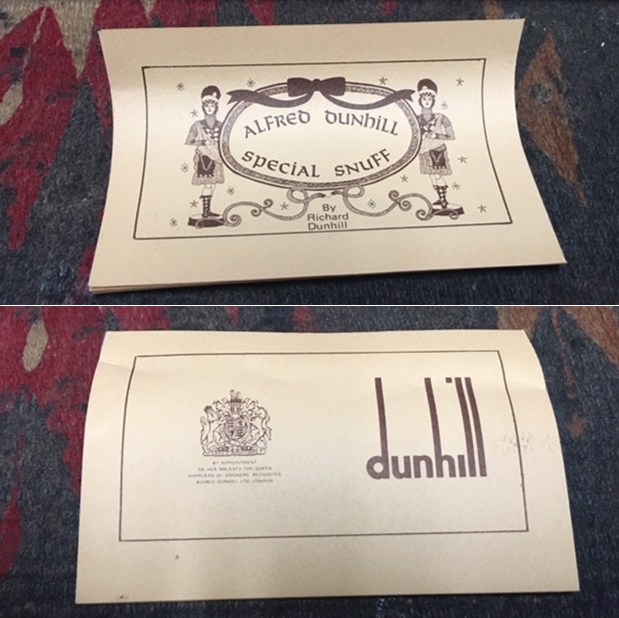 ALFRED DUNHILL
SPECIAL SNUFF
By
Richard
Dunhill
BY APPOINTMENT
TO HER MAJESTY THE QUEEN
SUPPLIERS OF SMOKERS REQUISITES
ALFRED DUNHILL LTD LONDON
dunhill